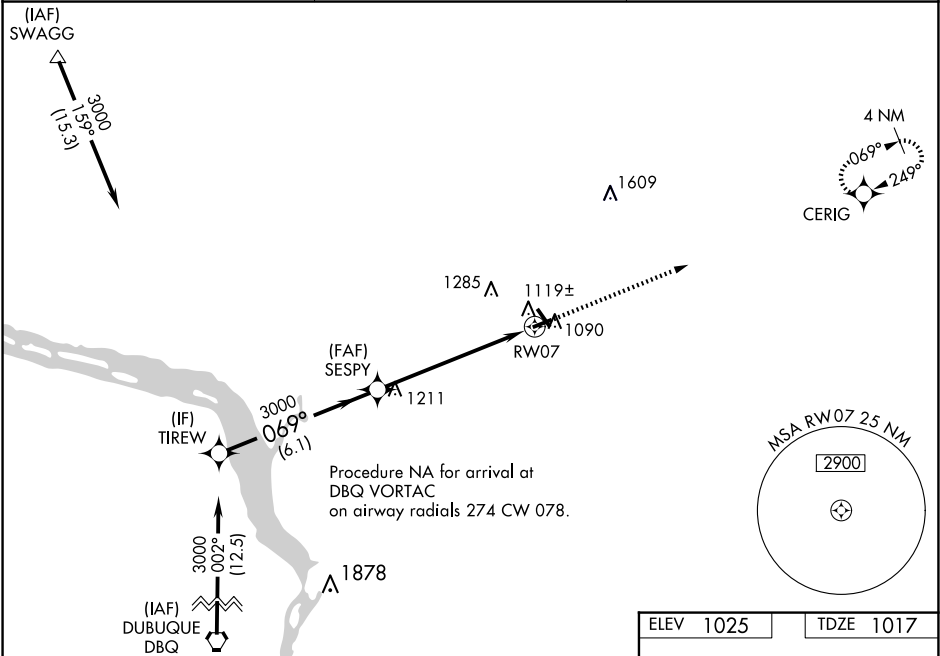 (IAF)
SWAGG
3000
159°
(15.3)
4 NM
069°
249°
CERIG
1609
1285
1119±
1090
RW07
(FAF)
SESPY
1211
3000
069°
(6.1)
(IF)
TIREW
Procedure NA for arrival at
DBQ VORTAC
on airway radials 274 CW 078.
MSA RW07 25 NM
2900
3000
002°
(12.5)
1878
(IAF)
DUBUQUE
DBQ
ELEV 1025
TDZE 1017